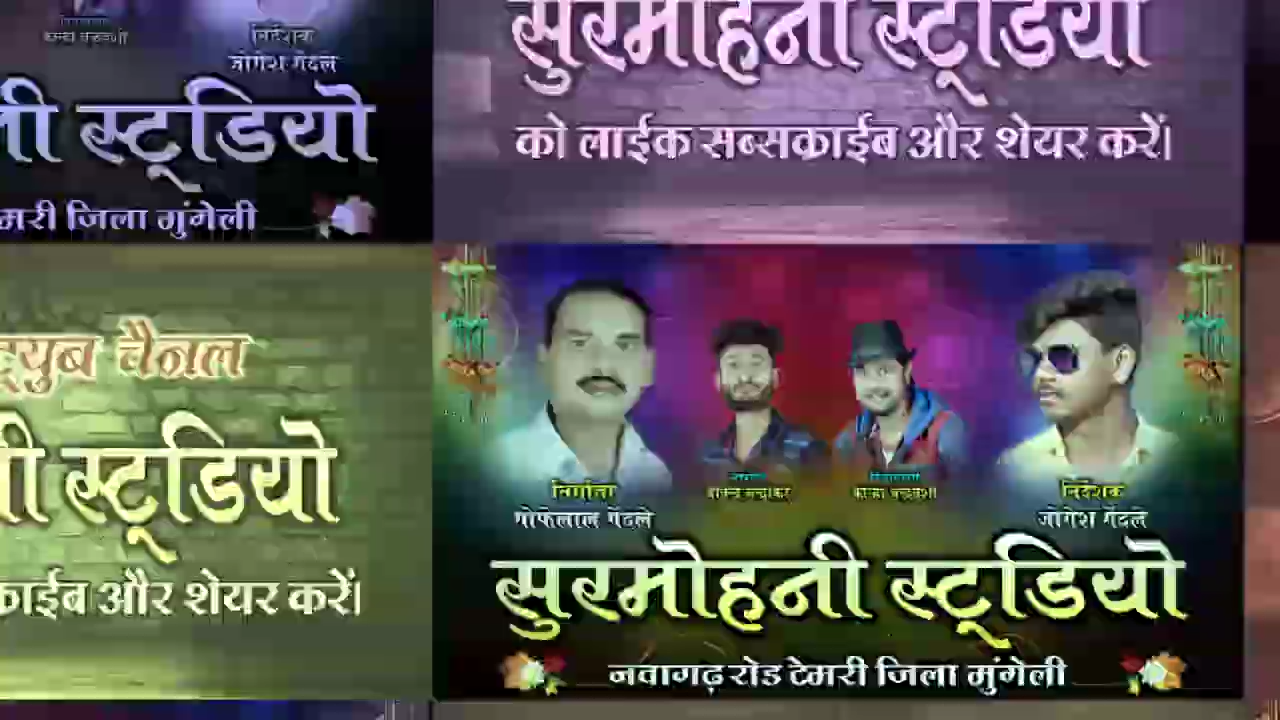 निर्देशक
जोगेश गेंदले
नी स्टूडियो
मरी जिला मुंगेली
सुरमोहनी स्टूडियो
को लाईक सब्सक्राईब और शेयर करें।
ट्युब चैनल
नी स्टूडियो
क्राईब और शेयर करें।
निर्माता
गोफेलाल गेंदले
निर्देशक
जोगेश गेंदले
सुरमोहनी स्टूडियो
नवागढ़ रोड टेमरी जिला मुंगेली